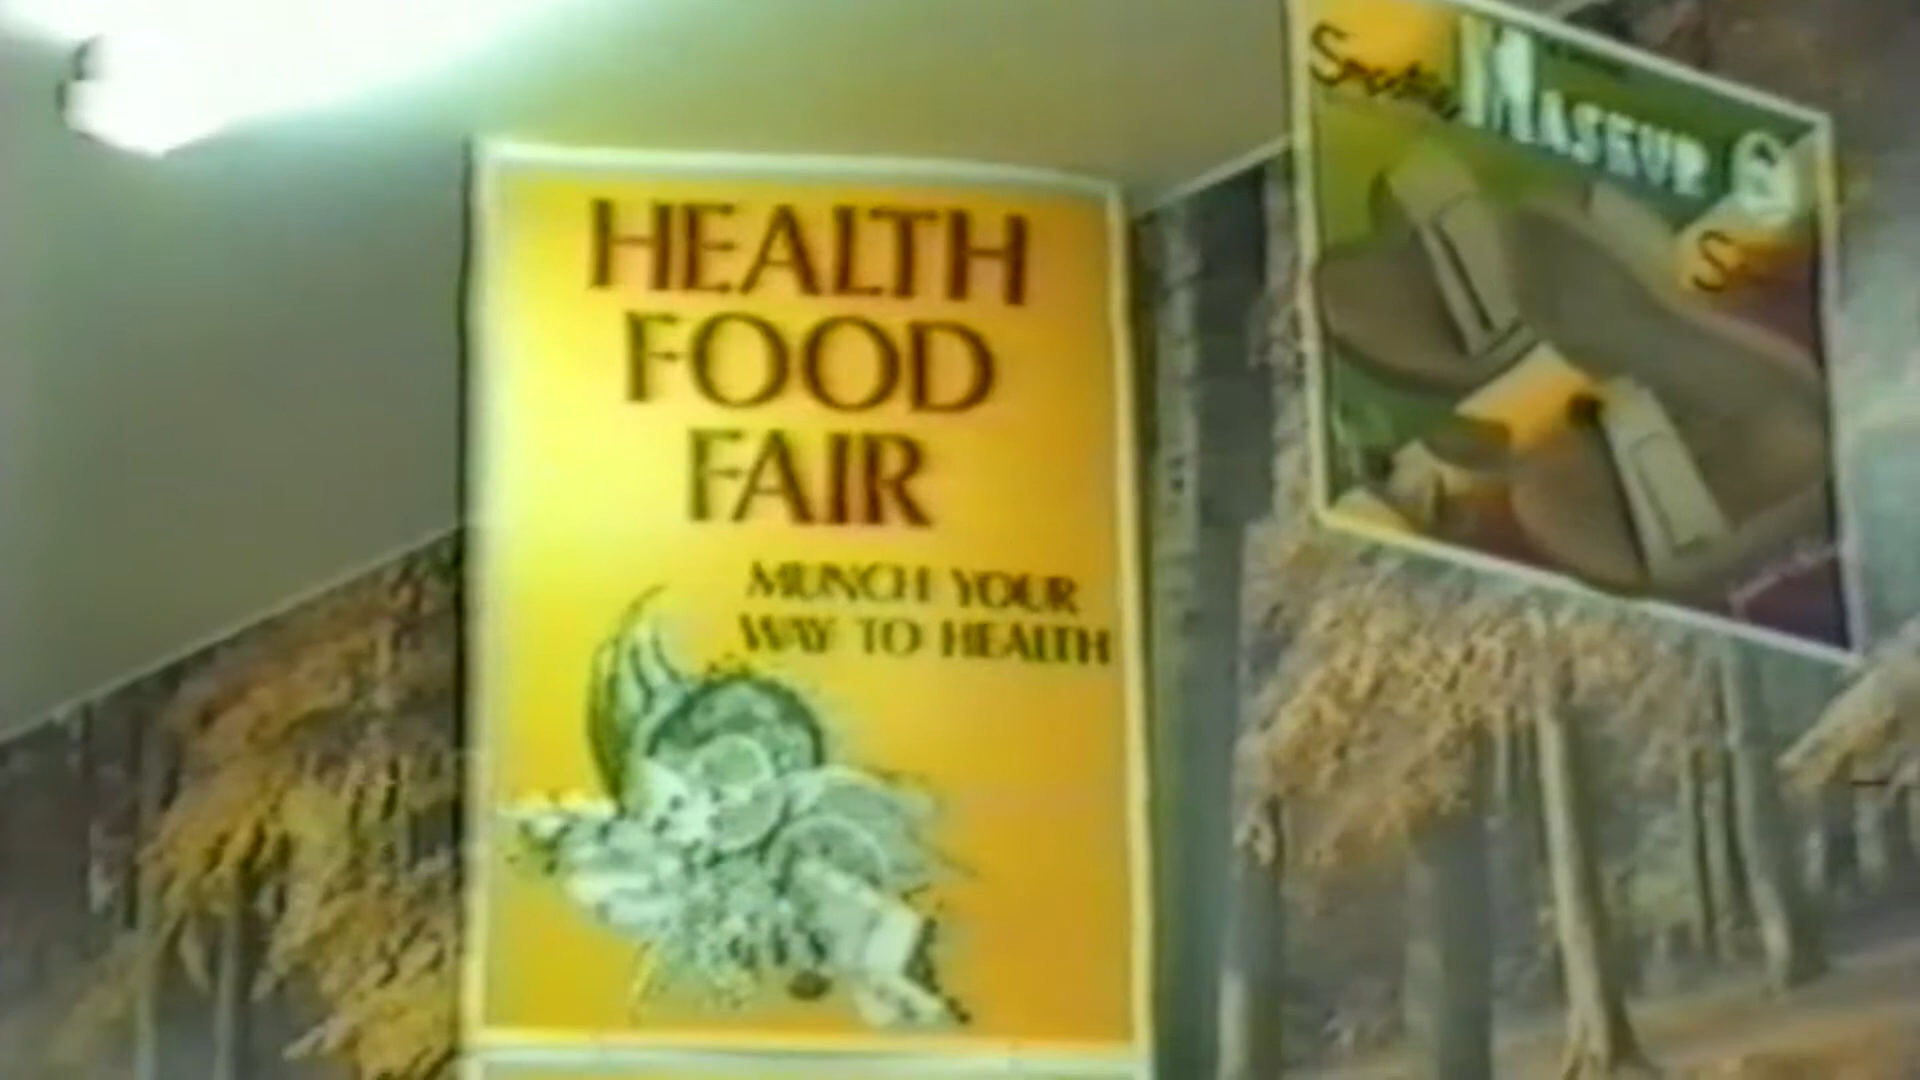 HEALTH
FOOD
FAIR
MUNCH YOUR
WAY TO HEALTH
MASEUR